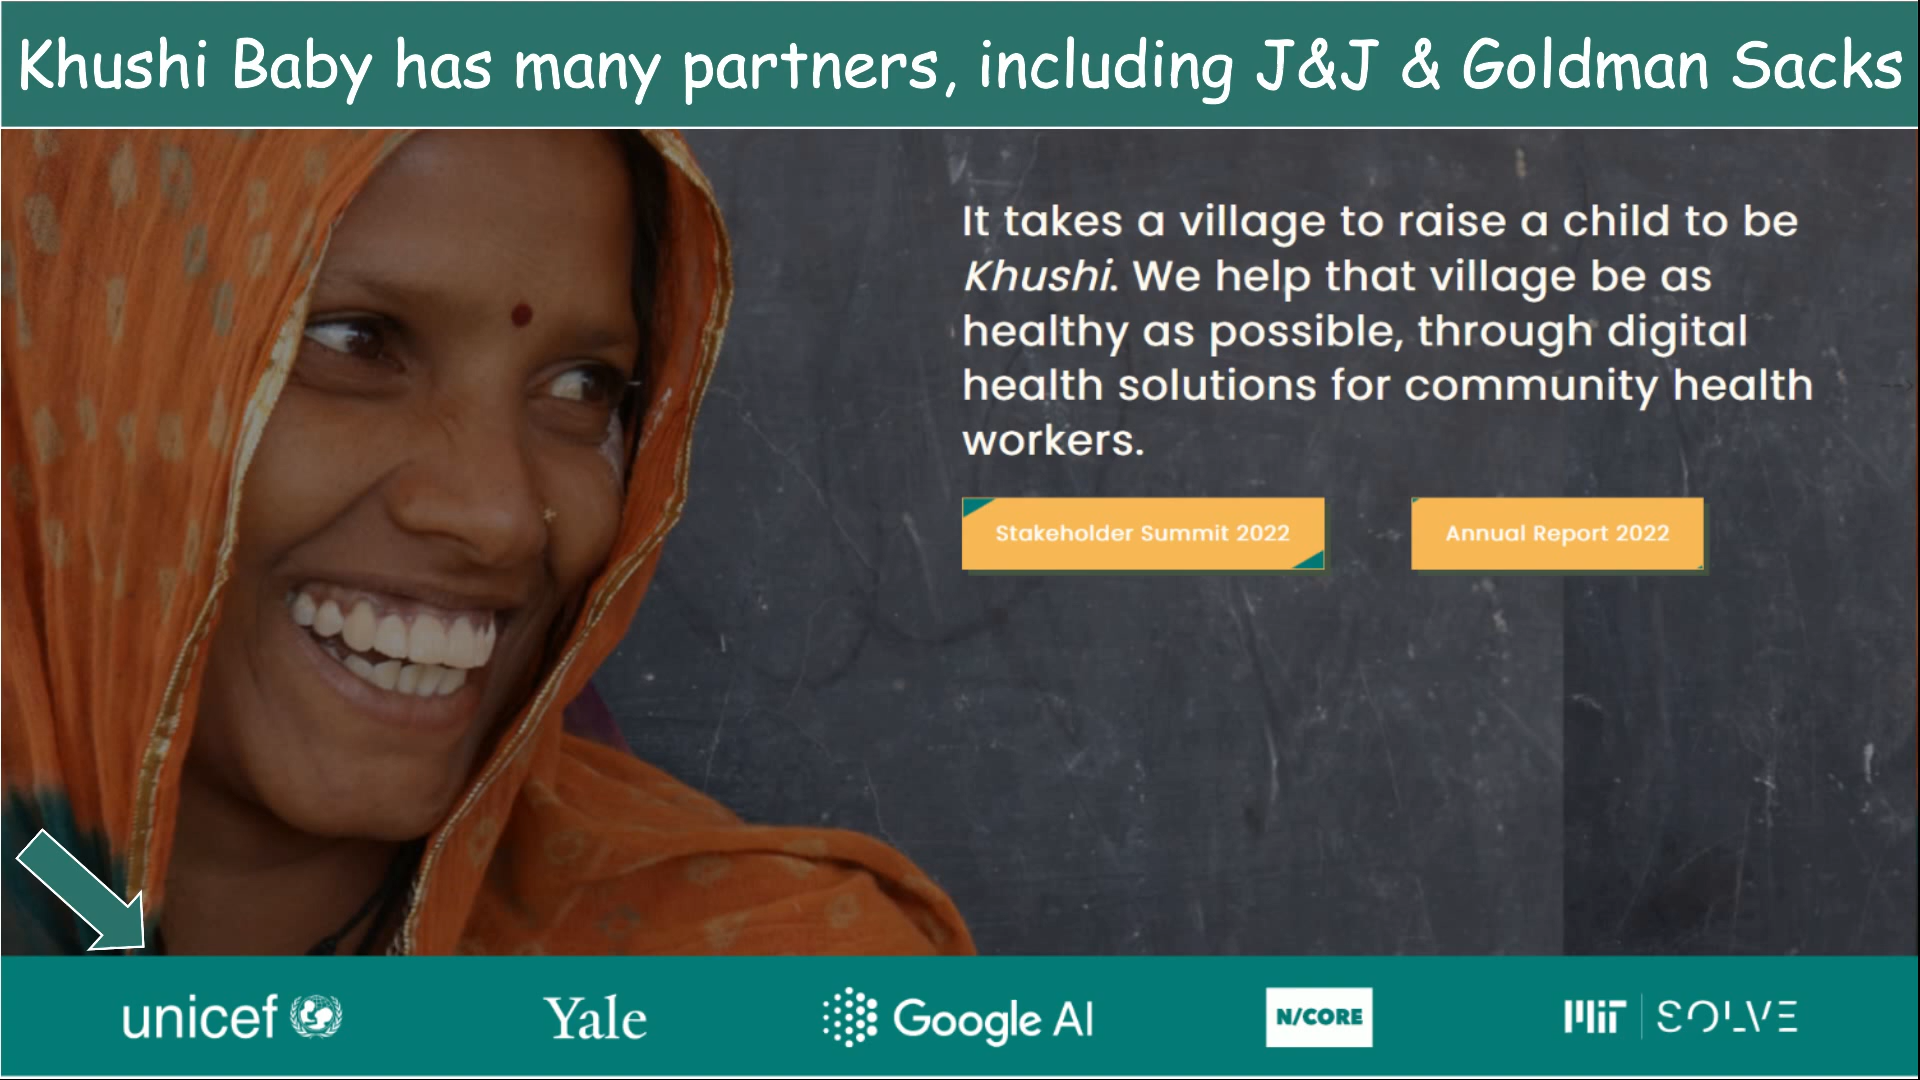 Khushi Baby has many partners, including J&J & Goldman Sacks
It takes a village to raise a child to be
Khushi. We help that village be as
healthy as possible, through digital
health solutions for community health
workers.
Stakeholder Summit 2022
Annual Report 2022
unicef
Yale
Google AI
N/CORE
MIT SOLVE